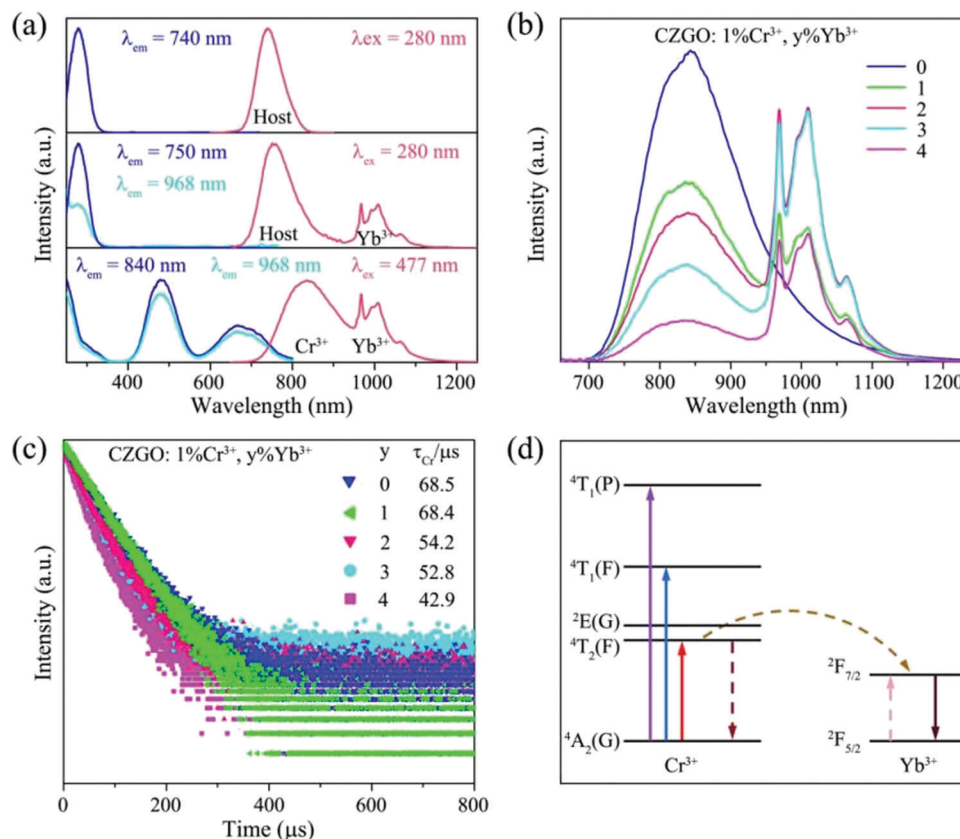 (a)
λem = 740 nm
λex = 280 nm
Host
λem = 750 nm
λex = 280 nm
λem = 968 nm
Host
Yb³⁺
λem = 840 nm
λem = 968 nm
λex = 477 nm
Cr³⁺
Yb³⁺
Intensity (a.u.)
400
600
800
1000
1200
Wavelength (nm)
(b)
CZGO: 1%Cr³⁺, y%Yb³⁺
0
1
2
3
4
Intensity (a.u.)
700
800
900
1000
1100
1200
Wavelength (nm)
(c)
CZGO: 1%Cr³⁺, y%Yb³⁺
y τCr/μs
0 68.5
1 68.4
2 54.2
3 52.8
4 42.9
Intensity (a.u.)
0
200
400
600
800
Time (μs)
(d)
⁴T₁(P)
⁴T₁(F)
²E(G)
⁴T₂(F)
⁴A₂(G)
Cr³⁺
²F₇/₂
²F₅/₂
Yb³⁺